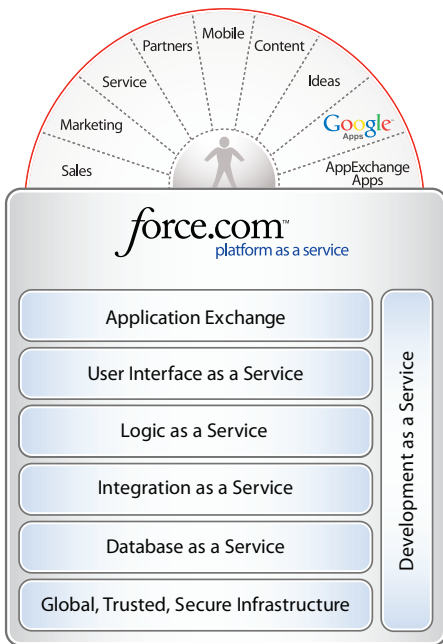 Mobile
Partners
Content
Service
Ideas
Marketing
Google™
Apps
Sales
AppExchange
Apps
force.com™
platform as a service
Application Exchange
User Interface as a Service
Logic as a Service
Integration as a Service
Database as a Service
Global, Trusted, Secure Infrastructure
Development as a Service